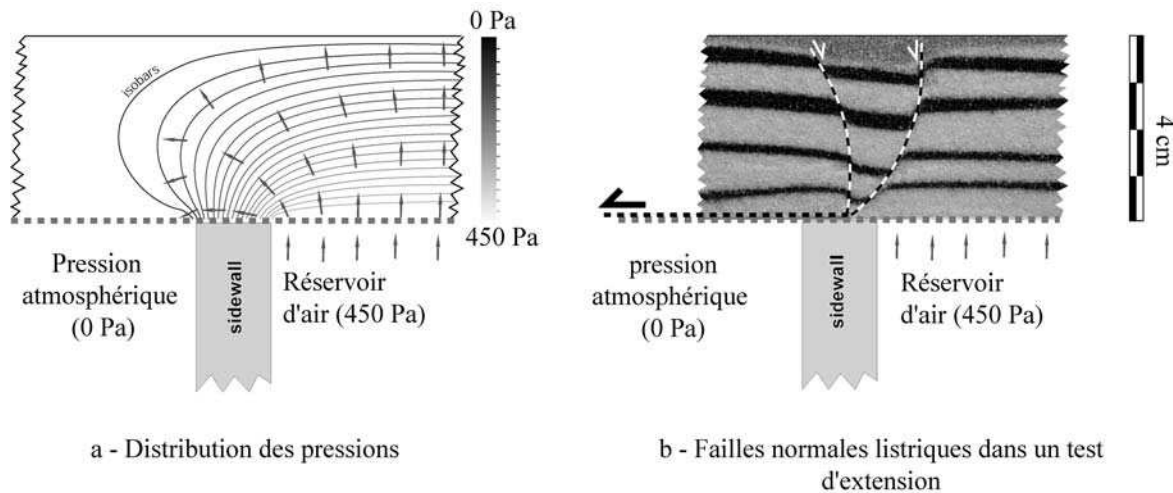 0 Pa
isobars
450 Pa
Pression
atmosphérique
(0 Pa)
sidewall
Réservoir
d'air (450 Pa)
a - Distribution des pressions
4 cm
pression
atmosphérique
(0 Pa)
sidewall
Réservoir
d'air (450 Pa)
b - Failles normales listriques dans un test
d'extension